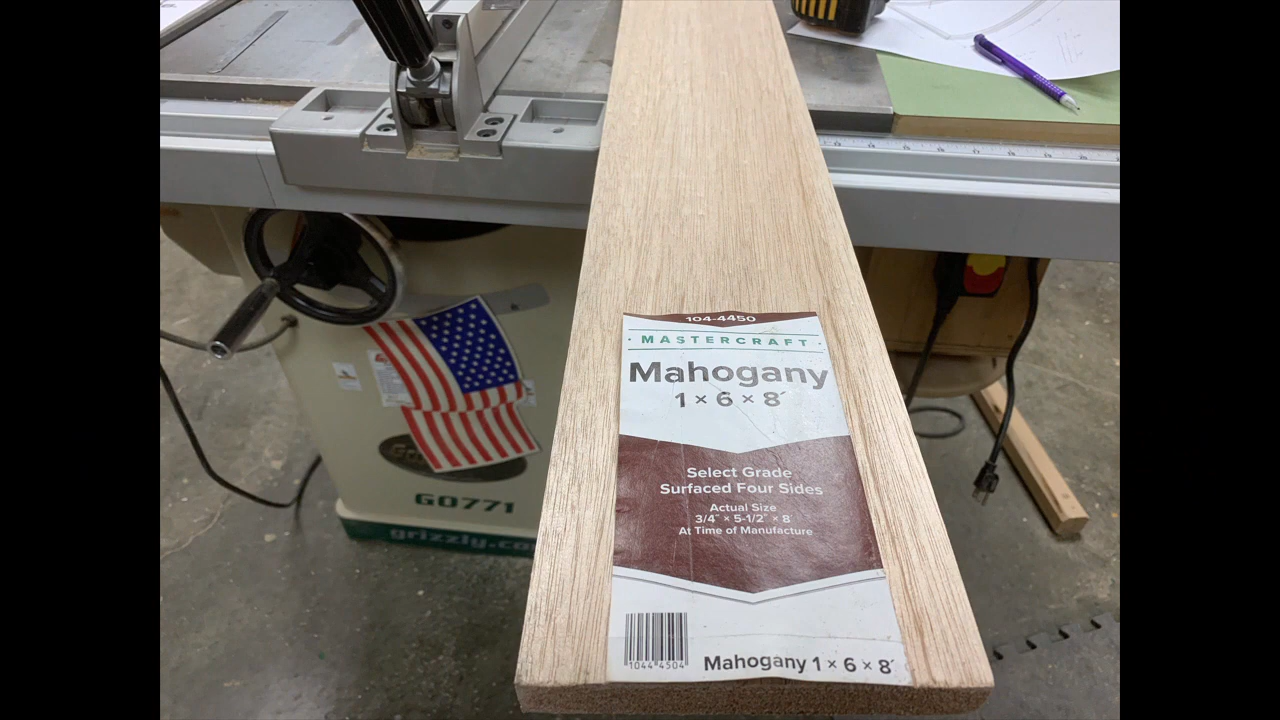 104-4450
· MASTERCRAFT ·
Mahogany
1 × 6 × 8′
Select Grade
Surfaced Four Sides
Actual Size
3/4″ × 5-1/2″ × 8′
At Time of Manufacture
1044 4504
Mahogany 1 × 6 × 8′
G0771
grizzly.co